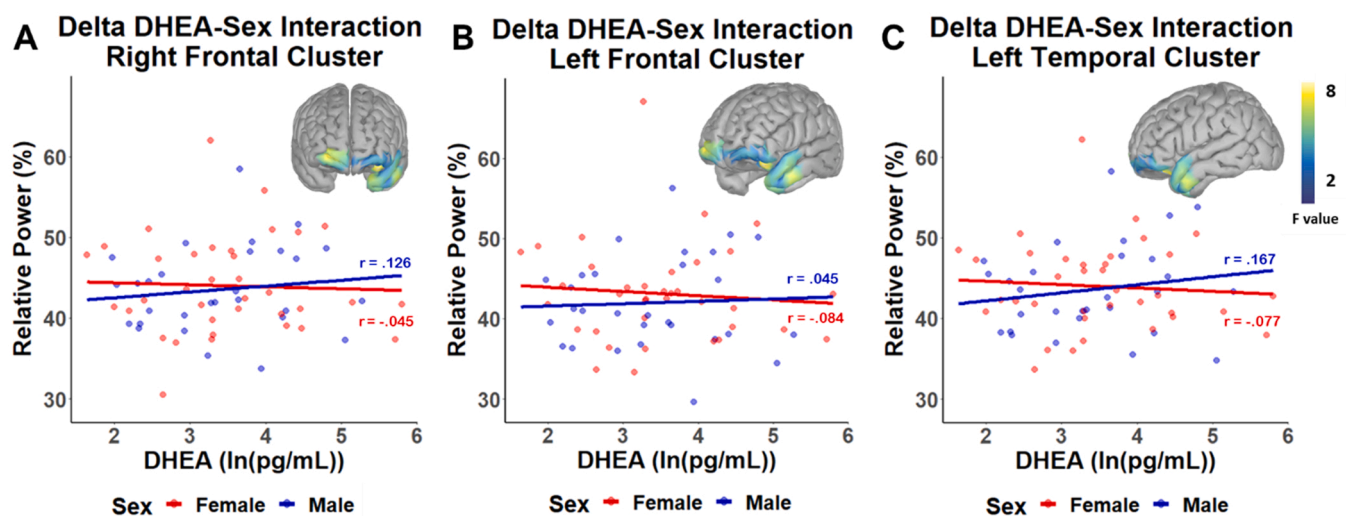 A
Delta DHEA-Sex Interaction
Right Frontal Cluster
Relative Power (%)
60
50
40
30
r = .126
r = -.045
2 3 4 5 6
DHEA (ln(pg/mL))
Sex Female Male
B
Delta DHEA-Sex Interaction
Left Frontal Cluster
Relative Power (%)
60
50
40
30
r = .045
r = -.084
2 3 4 5 6
DHEA (ln(pg/mL))
Sex Female Male
C
Delta DHEA-Sex Interaction
Left Temporal Cluster
Relative Power (%)
60
50
40
30
r = .167
r = -.077
2 3 4 5 6
DHEA (ln(pg/mL))
Sex Female Male
8
2
F value